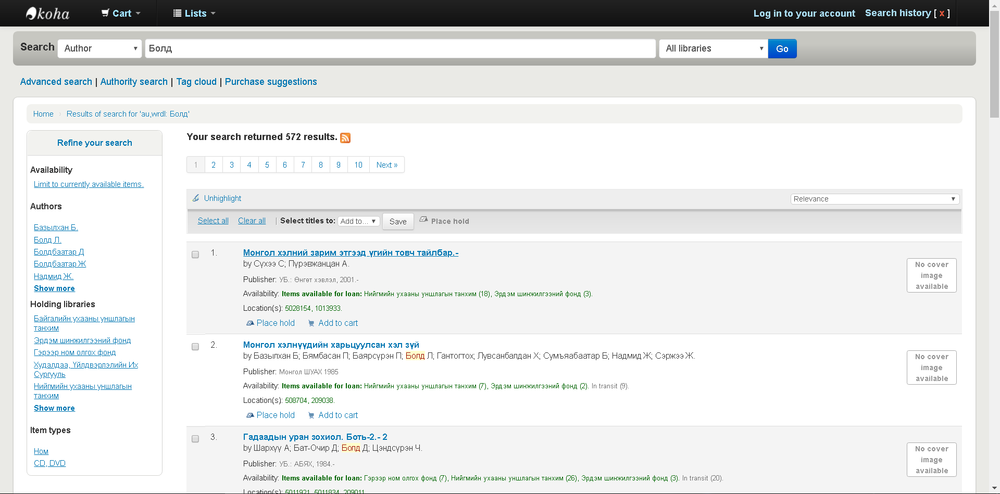 koha Cart Lists Log in to your account Search history [ x ]
Search Author Болд All libraries Go
Advanced search | Authority search | Tag cloud | Purchase suggestions
Home › Results of search for 'au,wrdl: Болд'
Refine your search
Availability
Limit to currently available items.
Authors
Базылхан Б.
Болд Л.
Болдбаатар Д
Болдбаатар Ж
Надмид Ж.
Show more
Holding libraries
Байгалийн ухааны уншлагын
танхим
Эрдэм шинжилгээний фонд
Гэрээр ном олгох фонд
Худалдаа, Үйлдвэрлэлийн Их
Сургууль
Нийгмийн ухааны уншлагын
танхим
Show more
Item types
Ном
CD, DVD
Your search returned 572 results.
1 2 3 4 5 6 7 8 9 10 Next »
Unhighlight Relevance
Select all Clear all | Select titles to: Add to... Save Place hold
1. Монгол хэлний зарим этгээд үгийн товч тайлбар.-
by Сүхээ С; Пүрэвжанцан А.
Publisher: УБ.: Өнгөт хэвлэл, 2001.-
Availability: Items available for loan: Нийгмийн ухааны уншлагын танхим (18), Эрдэм шинжилгээний фонд (3).
Location(s): 5028154, 1013933.
Place hold Add to cart
No cover
image
available
2. Монгол хэлнүүдийн харьцуулсан хэл зүй
by Базылхан Б; Бямбасан П; Баярсүрэн П; Болд Л; Гантогтох; Лувсанбалдан Х; Сумъяабаатар Б; Надмид Ж; Сэржээ Ж.
Publisher: Монгол ШУАХ 1985
Availability: Items available for loan: Нийгмийн ухааны уншлагын танхим (7), Эрдэм шинжилгээний фонд (2). In transit (9).
Location(s): 508704, 209038.
Place hold Add to cart
No cover
image
available
3. Гадаадын уран зохиол. Боть-2.- 2
by Шархүү А; Бат-Очир Д; Болд Д; Цэндсүрэн Ч.
Publisher: УБ.: АБЯХ, 1984.-
Availability: Items available for loan: Гэрээр ном олгох фонд (7), Нийгмийн ухааны уншлагын танхим (26), Эрдэм шинжилгээний фонд (3). In transit (20).
Location(s): 5011921, 5011834, 209011
No cover
image
available